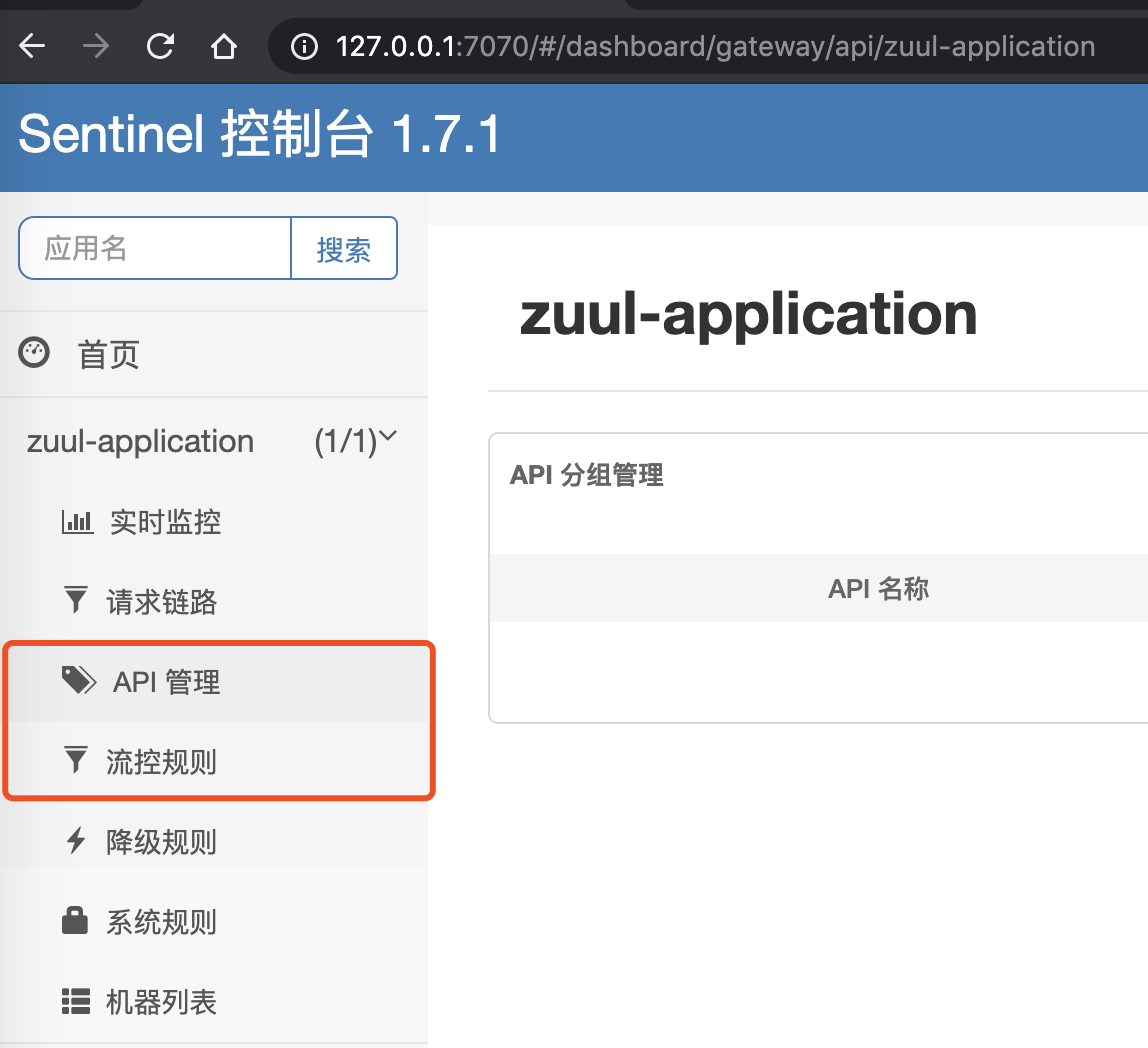 127.0.0.1:7070/#/dashboard/gateway/api/zuul-application
Sentinel 控制台 1.7.1
应用名
搜索
首页
zuul-application (1/1)
实时监控
请求链路
API 管理
流控规则
降级规则
系统规则
机器列表
zuul-application
API 分组管理
API 名称